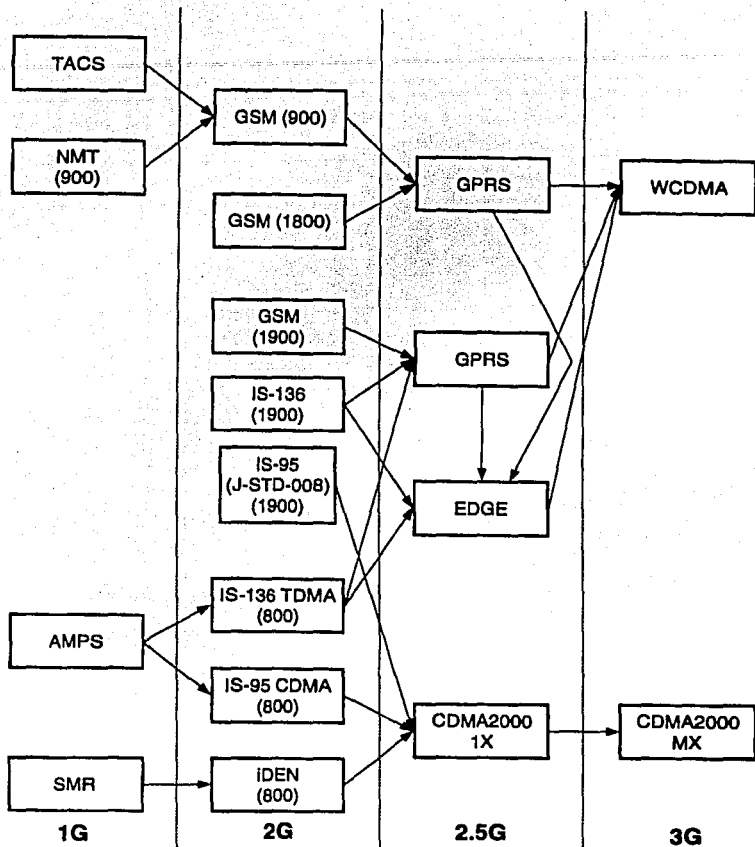 TACS
NMT
(900)
AMPS
SMR
1G
GSM (900)
GSM (1800)
GSM
(1900)
IS-136
(1900)
IS-95
(J-STD-008)
(1900)
IS-136 TDMA
(800)
IS-95 CDMA
(800)
iDEN
(800)
2G
GPRS
GPRS
EDGE
CDMA2000
1X
2.5G
WCDMA
CDMA2000
MX
3G